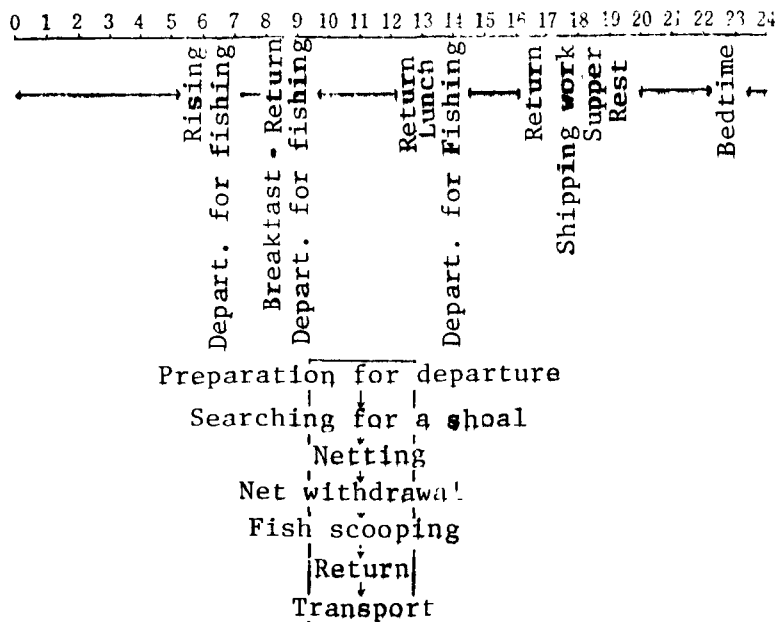 0 1 2 3 4 5 6 7 8 9 10 11 12 13 14 15 16 17 18 19 20 21 22 23 24
Rising
Depart. for fishing
Breakfast - Return
Depart. for fishing
Return
Lunch
Depart. for Fishing
Return
Shipping work
Supper
Rest
Bedtime
Preparation for departure
Searching for a shoal
Netting
Net withdrawal
Fish scooping
Return
Transport